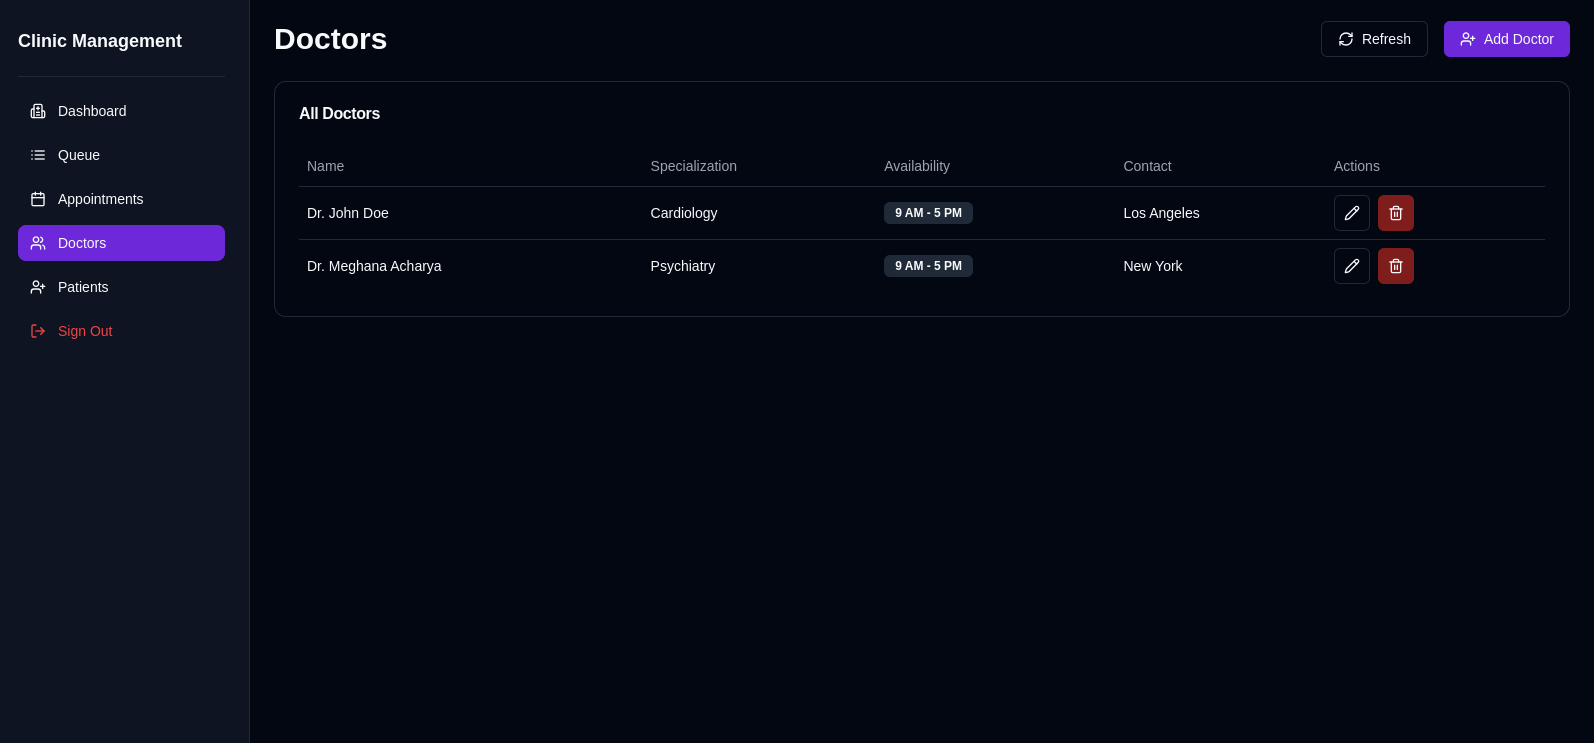 Clinic Management
Dashboard
Queue
Appointments
Doctors
Patients
Sign Out
Doctors
Refresh
Add Doctor
All Doctors
Name Specialization Availability Contact Actions
Dr. John Doe Cardiology 9 AM - 5 PM Los Angeles
Dr. Meghana Acharya Psychiatry 9 AM - 5 PM New York